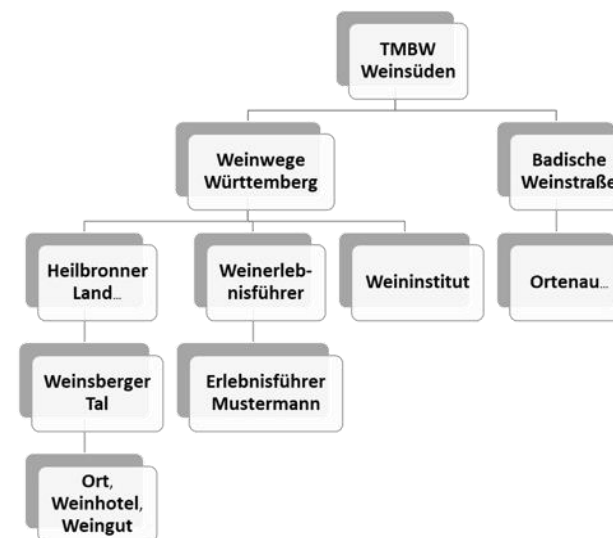 TMBW
Weinsüden
Weinwege
Württemberg
Badische
Weinstraße
Heilbronner
Land...
Weinerleb-
nisführer
Weininstitut
Ortenau...
Weinsberger
Tal
Erlebnisführer
Mustermann
Ort,
Weinhotel,
Weingut